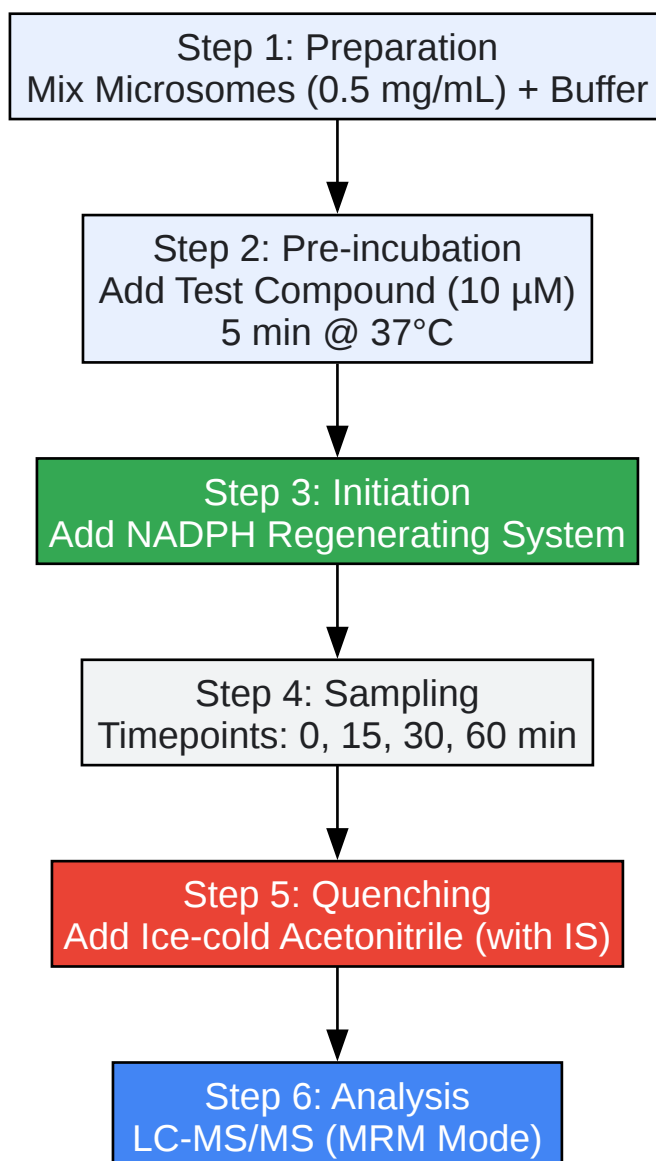 Step 1: Preparation
Mix Microsomes (0.5 mg/mL) + Buffer
Step 2: Pre-incubation
Add Test Compound (10 µM)
5 min @ 37°C
Step 3: Initiation
Add NADPH Regenerating System
Step 4: Sampling
Timepoints: 0, 15, 30, 60 min
Step 5: Quenching
Add Ice-cold Acetonitrile (with IS)
Step 6: Analysis
LC-MS/MS (MRM Mode)